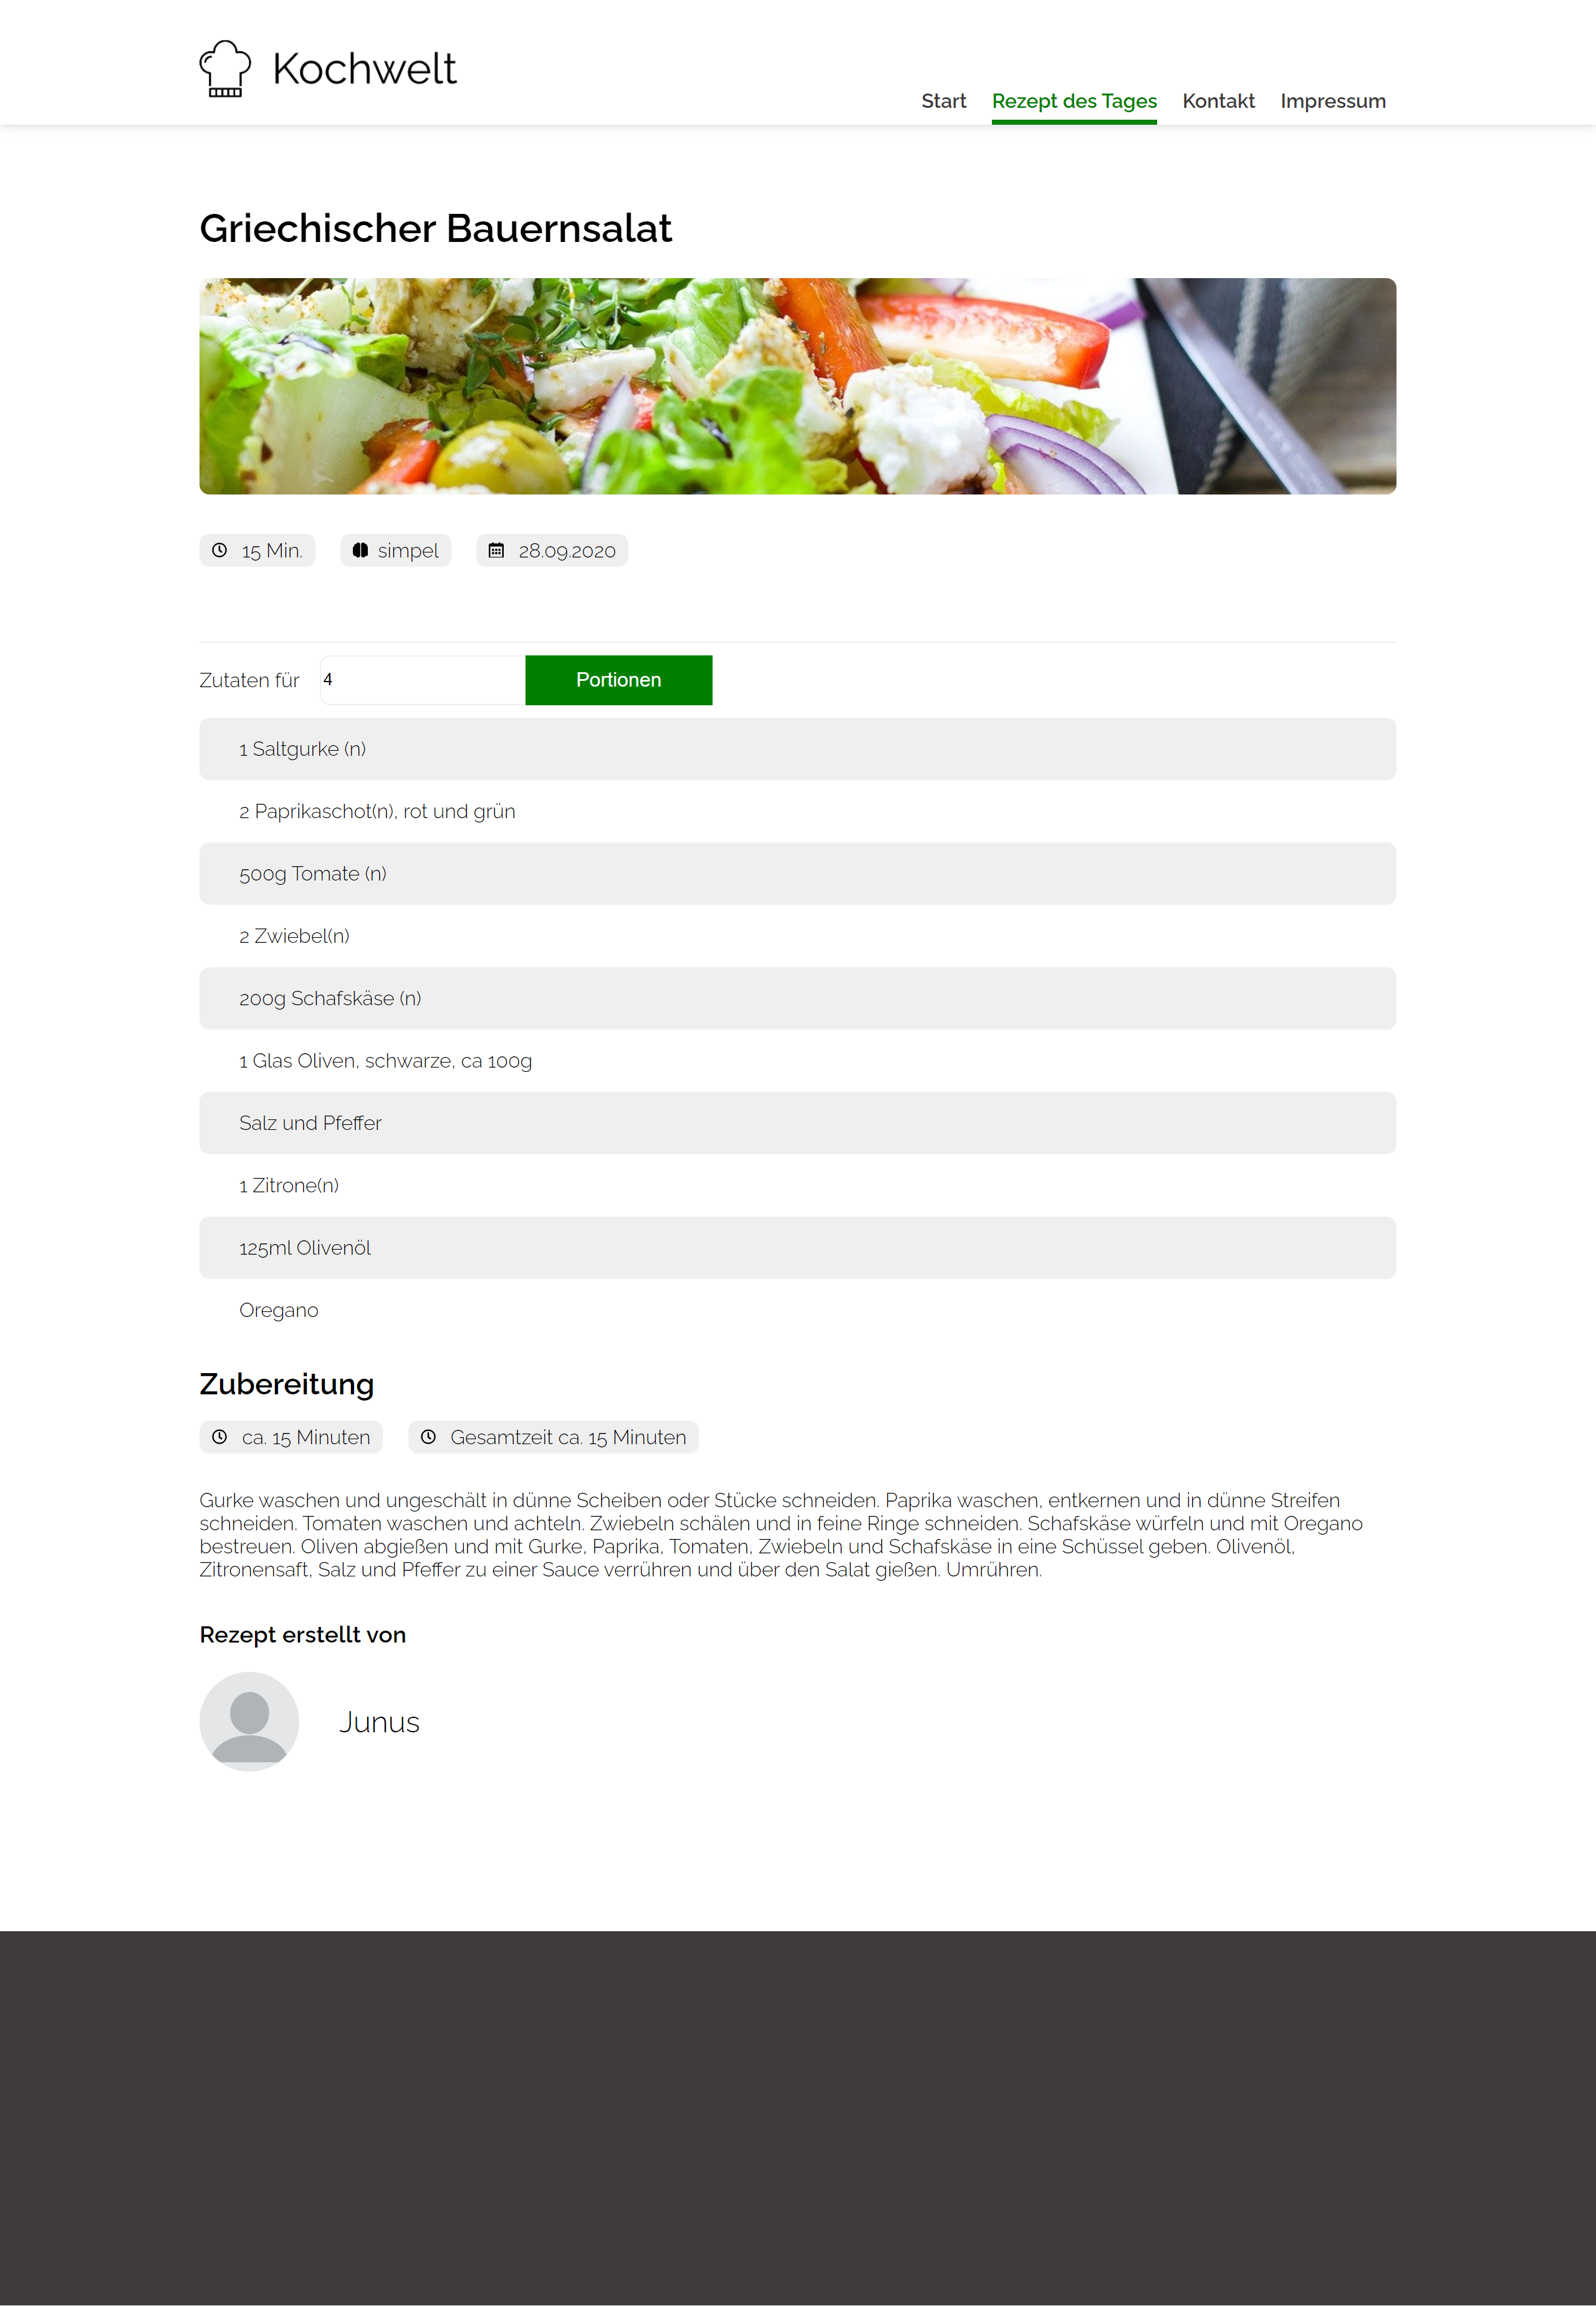 Kochwelt
Start Rezept des Tages Kontakt Impressum
Griechischer Bauernsalat
15 Min. simpel 28.09.2020
Zutaten für 4 Portionen
1 Saltgurke (n)
2 Paprikaschot(n), rot und grün
500g Tomate (n)
2 Zwiebel(n)
200g Schafskäse (n)
1 Glas Oliven, schwarze, ca 100g
Salz und Pfeffer
1 Zitrone(n)
125ml Olivenöl
Oregano
Zubereitung
ca. 15 Minuten Gesamtzeit ca. 15 Minuten
Gurke waschen und ungeschält in dünne Scheiben oder Stücke schneiden. Paprika waschen, entkernen und in dünne Streifen
schneiden. Tomaten waschen und achteln. Zwiebeln schälen und in feine Ringe schneiden. Schafskäse würfeln und mit Oregano
bestreuen. Oliven abgießen und mit Gurke, Paprika, Tomaten, Zwiebeln und Schafskäse in eine Schüssel geben. Olivenöl,
Zitronensaft, Salz und Pfeffer zu einer Sauce verrühren und über den Salat gießen. Umrühren.
Rezept erstellt von
Junus